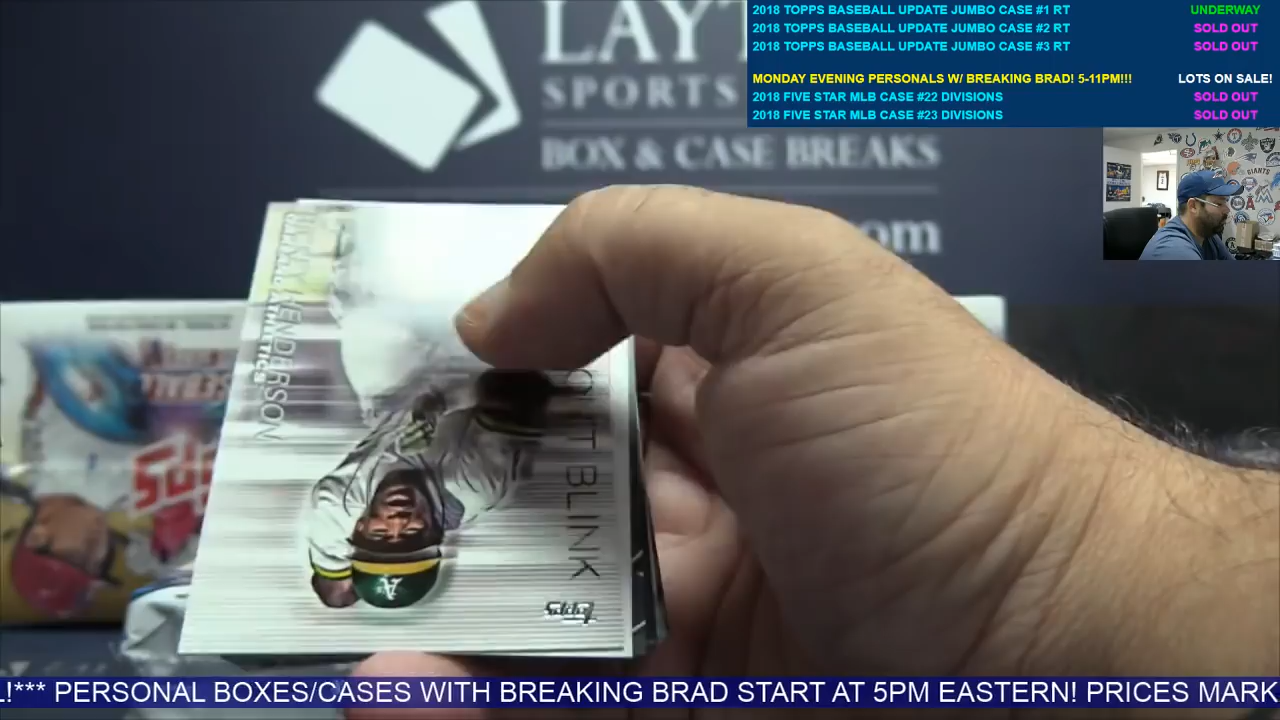 2018 TOPPS BASEBALL UPDATE JUMBO CASE #1 RT UNDERWAY
2018 TOPPS BASEBALL UPDATE JUMBO CASE #2 RT SOLD OUT
2018 TOPPS BASEBALL UPDATE JUMBO CASE #3 RT SOLD OUT
MONDAY EVENING PERSONALS W/ BREAKING BRAD! 5-11PM!!! LOTS ON SALE!
2018 FIVE STAR MLB CASE #22 DIVISIONS SOLD OUT
2018 FIVE STAR MLB CASE #23 DIVISIONS SOLD OUT
LAYT
SPORTS
BOX & CASE BREAKS
com
HENDERSON
BLINK
Topps
L!*** PERSONAL BOXES/CASES WITH BREAKING BRAD START AT 5PM EASTERN! PRICES MARK